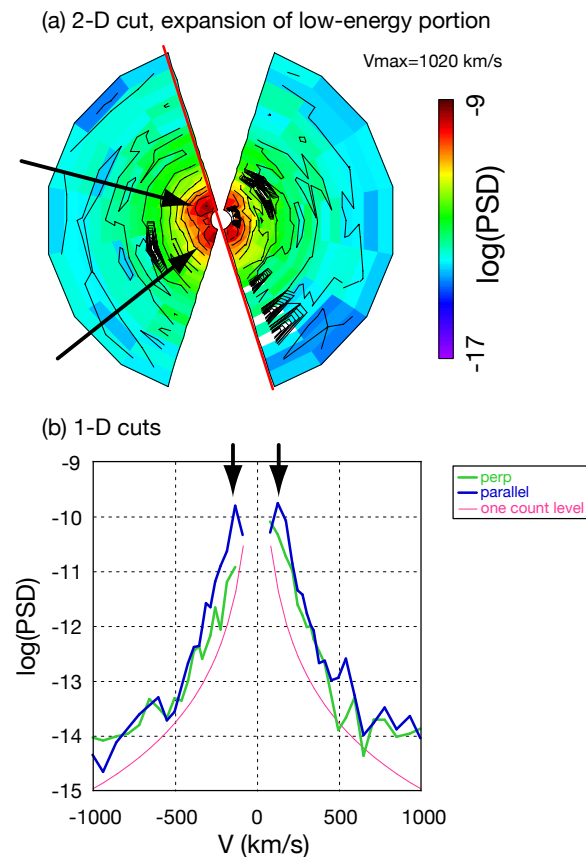 (a) 2-D cut, expansion of low-energy portion
Vmax=1020 km/s
-9
log(PSD)
-17
(b) 1-D cuts
-9
-10
-11
-12
-13
-14
-15
log(PSD)
-1000 -500 0 500 1000
V (km/s)
perp
parallel
one count level